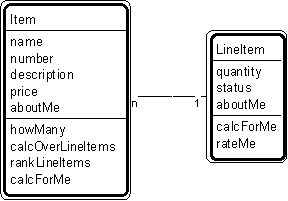 Item
name
number
description
price
aboutMe
howMany
calcOverLineItems
rankLineItems
calcForMe
n
1
LineItem
quantity
status
aboutMe
calcForMe
rateMe